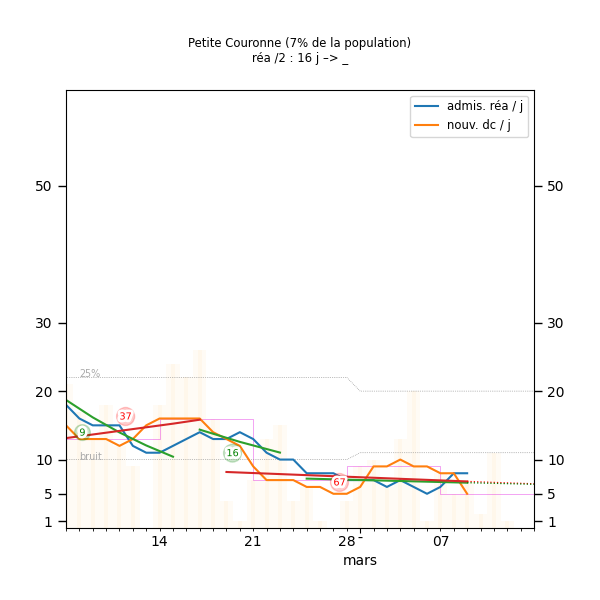 Petite Couronne (7% de la population)
réa /2 : 16 j –> _
admis. réa / j
nouv. dc / j
50 50
30 30
25%
20 20
37
9
16
bruit
10 10
67
5 5
1 1
14 21 28 07
mars